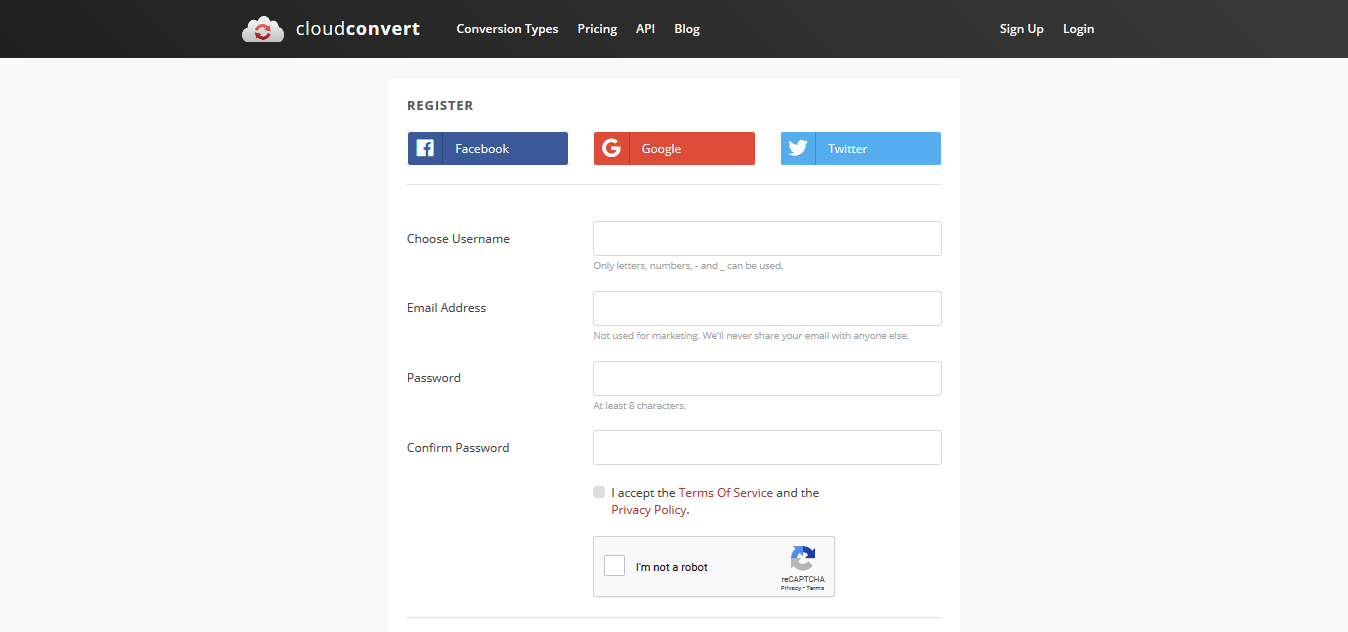 cloudconvert Conversion Types Pricing API Blog Sign Up Login
REGISTER
Facebook Google Twitter
Choose Username
Only letters, numbers, - and _ can be used.
Email Address
Not used for marketing. We'll never share your email with anyone else.
Password
At least 8 characters.
Confirm Password
I accept the Terms Of Service and the
Privacy Policy.
I'm not a robot
reCAPTCHA
Privacy - Terms